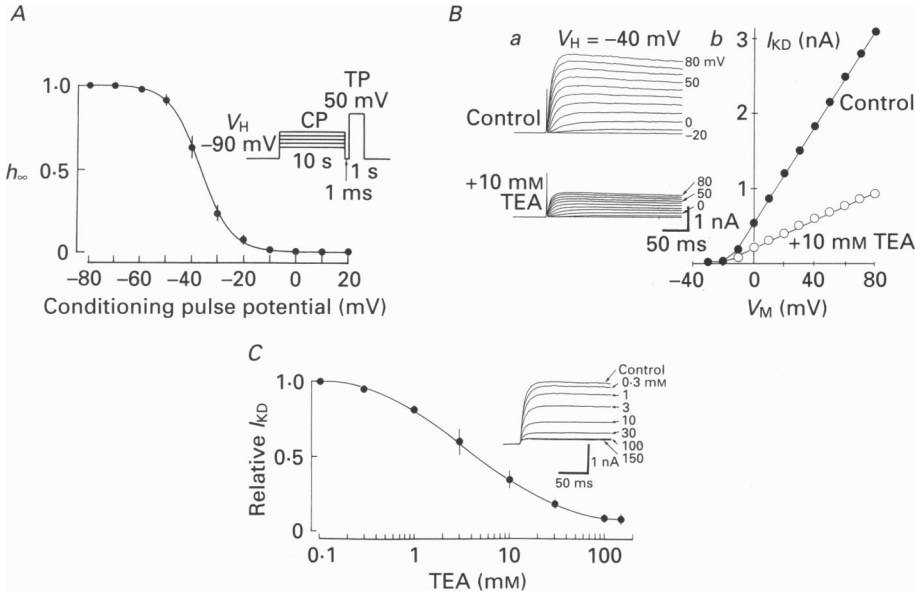 A
1.0
0.5
h∞
0
−80 −60 −40 −20 0 20
Conditioning pulse potential (mV)
VH
−90 mV
CP
TP
50 mV
10 s
1 s
1 ms
B
a
VH = −40 mV
Control
80 mV
50
0
−20
+10 mM
TEA
80
50
0
1 nA
50 ms
b
IKD (nA)
3
2
1
Control
+10 mM TEA
−40 0 40 80
VM (mV)
C
Relative IKD
1.0
0.5
0
0·1 1 10 100
TEA (mM)
Control
0·3 mM
1
3
10
30
100
150
1 nA
50 ms